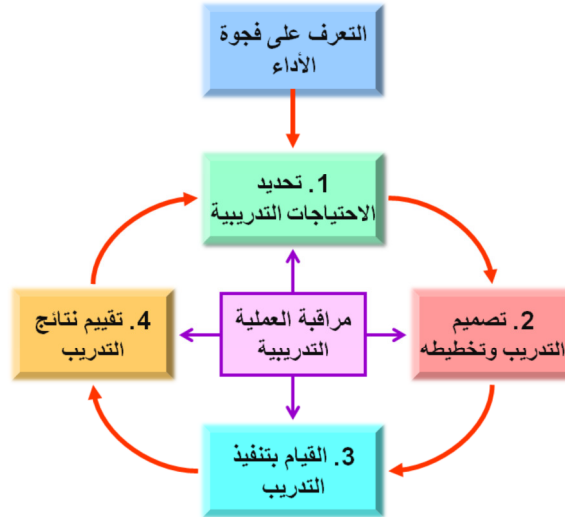 التعرف على فجوة
الأداء
1. تحديد
الاحتياجات التدريبية
2. تصميم
التدريب وتخطيطه
3. القيام بتنفيذ
التدريب
4. تقييم نتائج
التدريب
مراقبة العملية
التدريبية